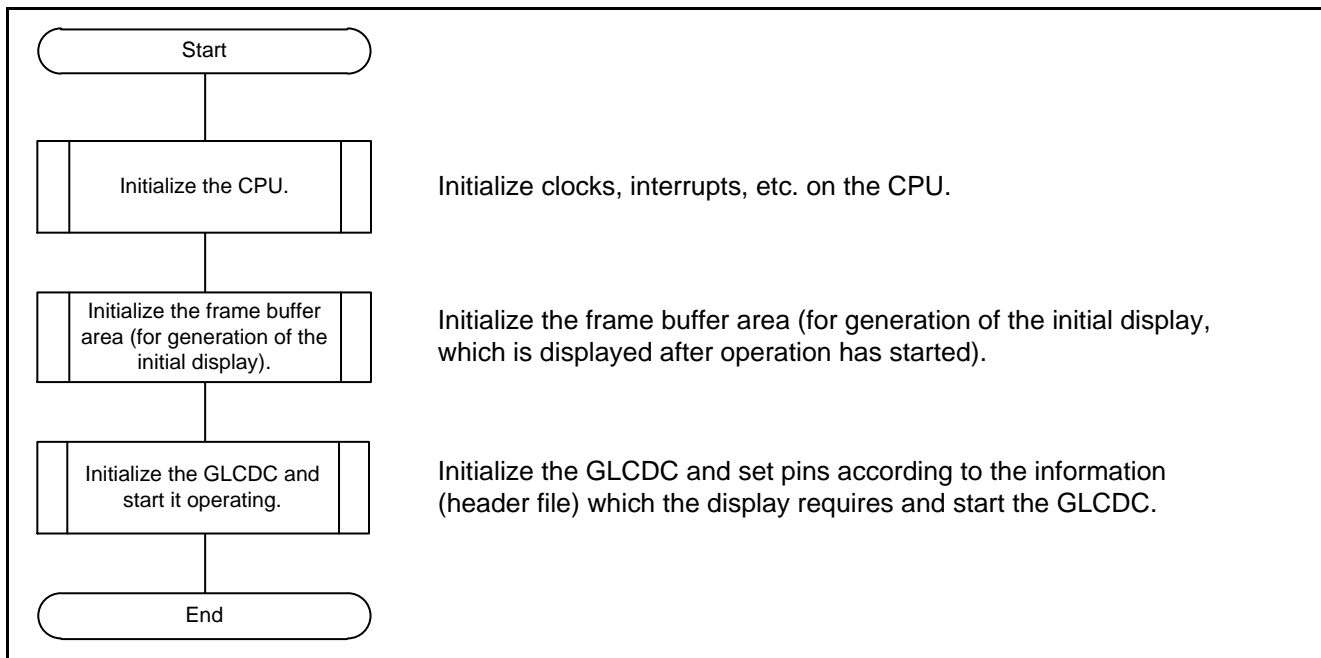 Start
Initialize the CPU.
Initialize clocks, interrupts, etc. on the CPU.
Initialize the frame buffer
area (for generation of the
initial display).
Initialize the frame buffer area (for generation of the initial display,
which is displayed after operation has started).
Initialize the GLCDC and
start it operating.
Initialize the GLCDC and set pins according to the information
(header file) which the display requires and start the GLCDC.
End